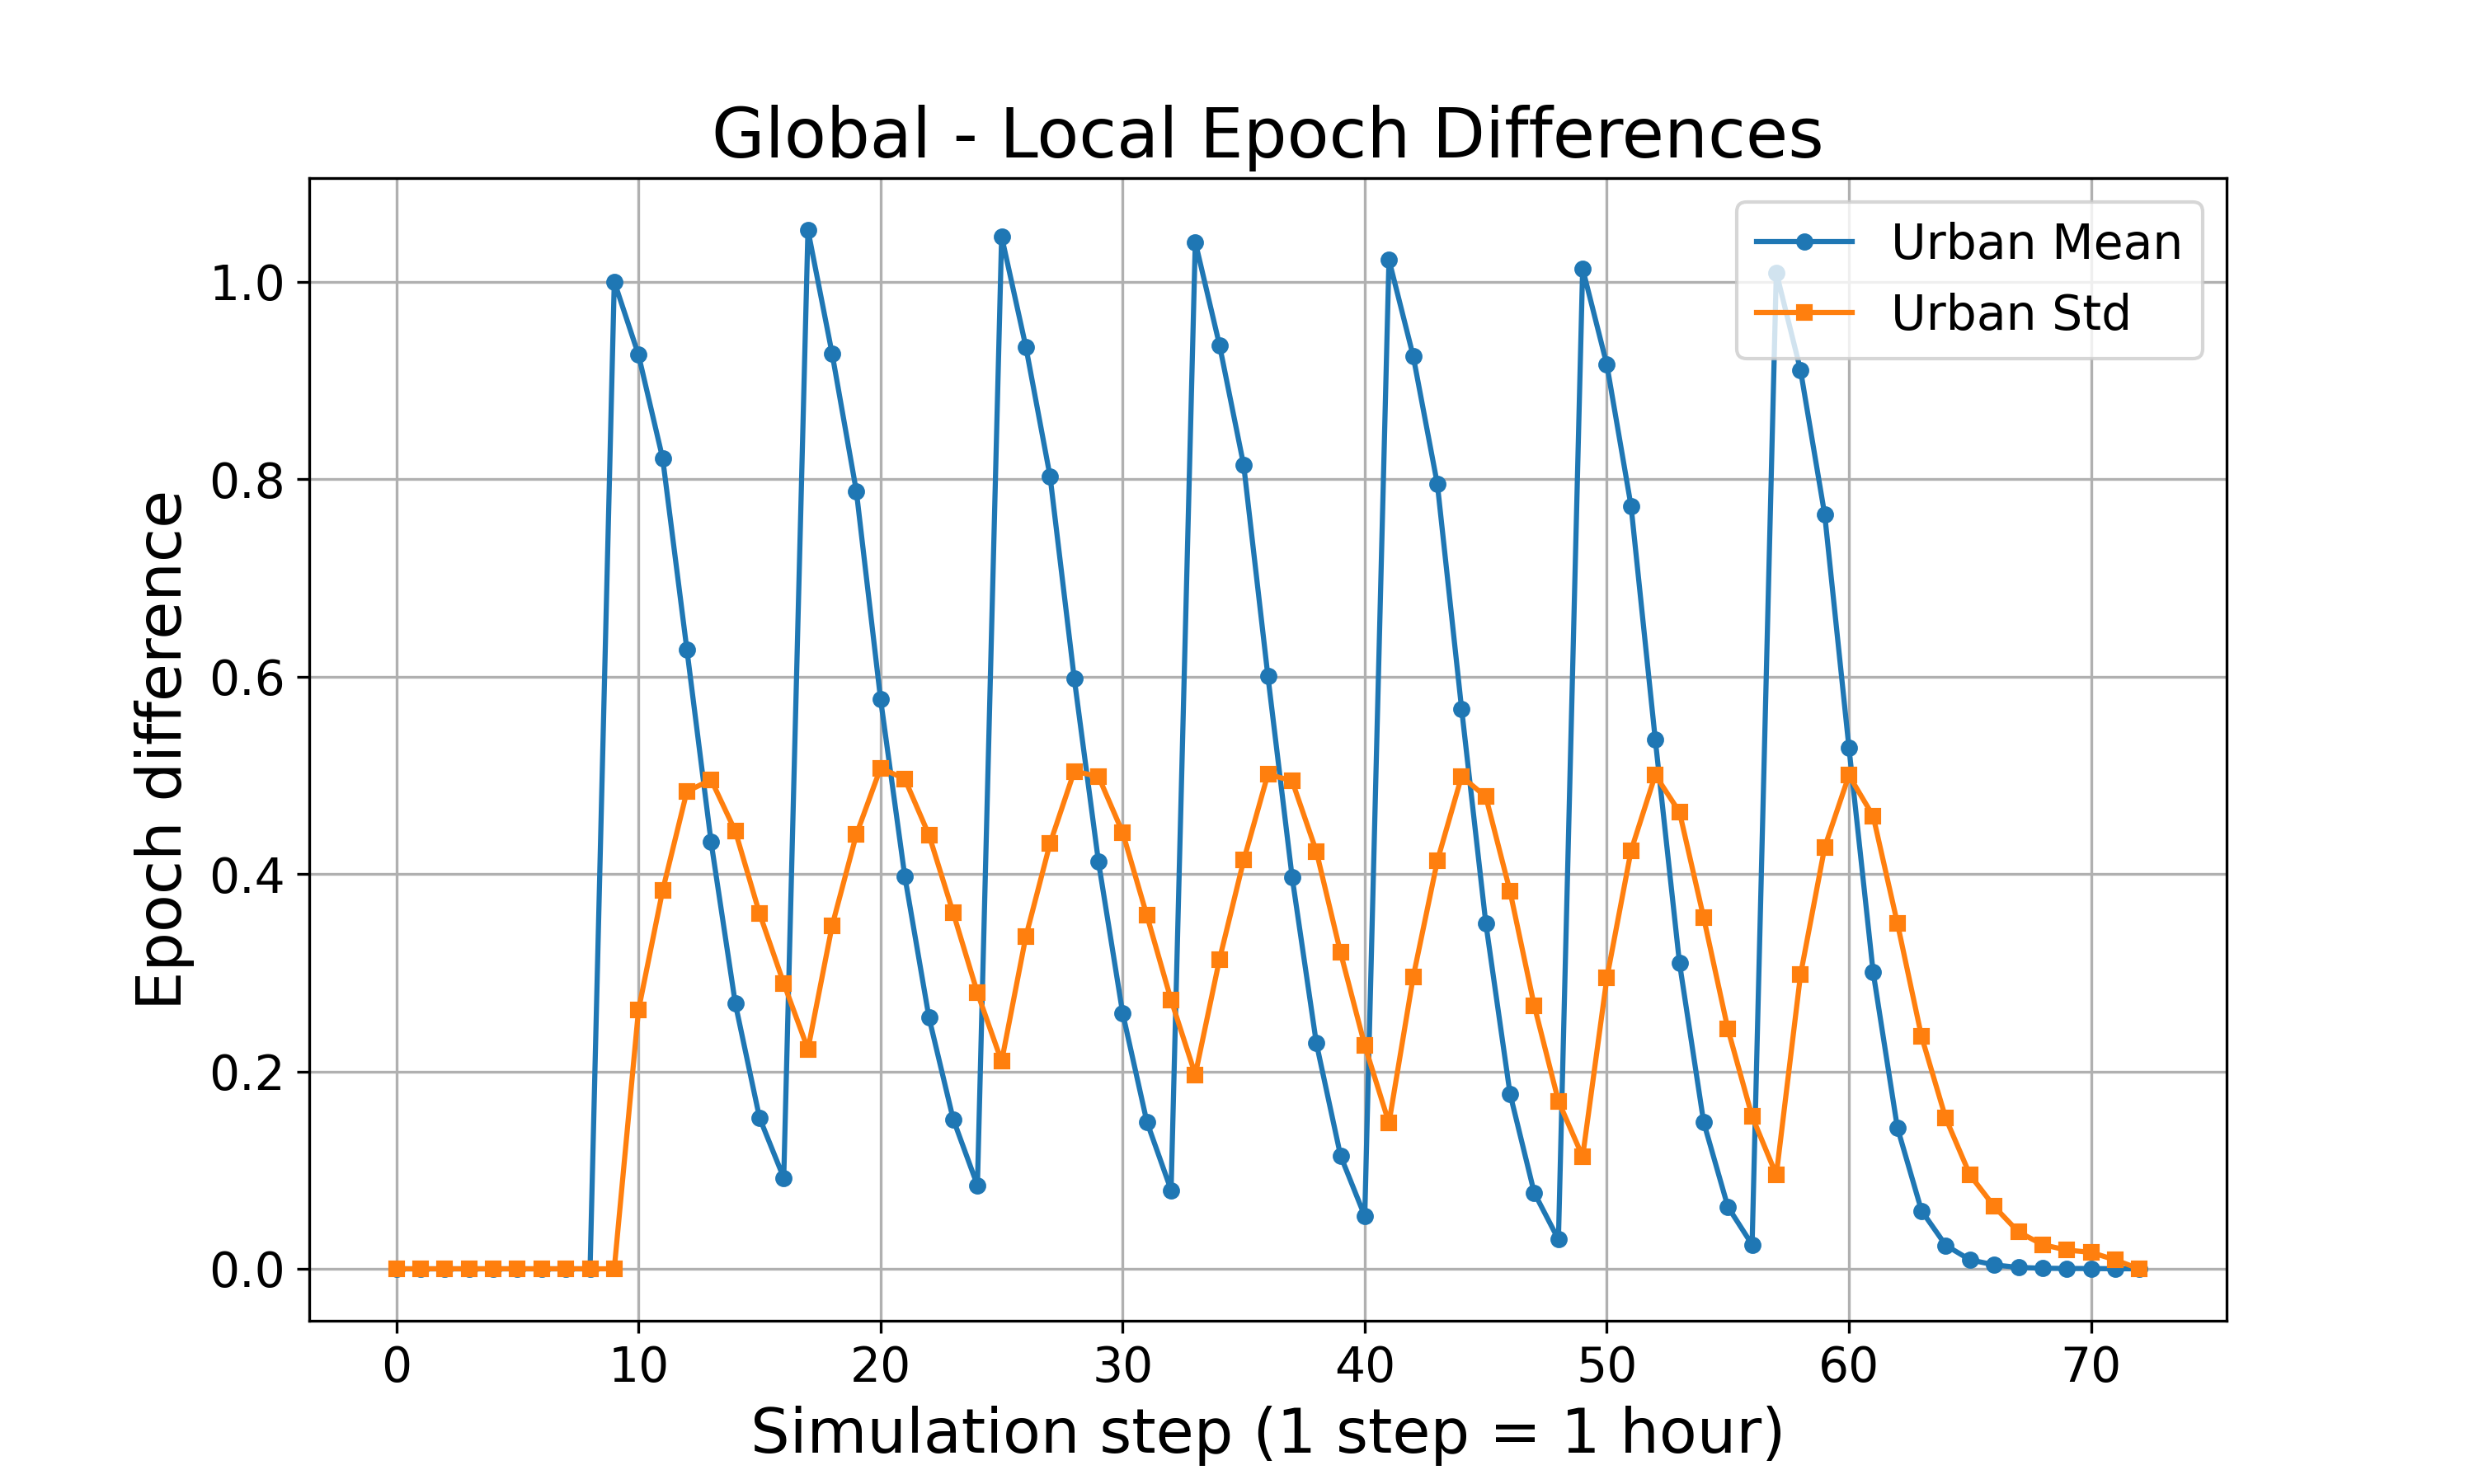 Global - Local Epoch Differences
Urban Mean
Urban Std
Epoch difference
1.0
0.8
0.6
0.4
0.2
0.0
0 10 20 30 40 50 60 70
Simulation step (1 step = 1 hour)